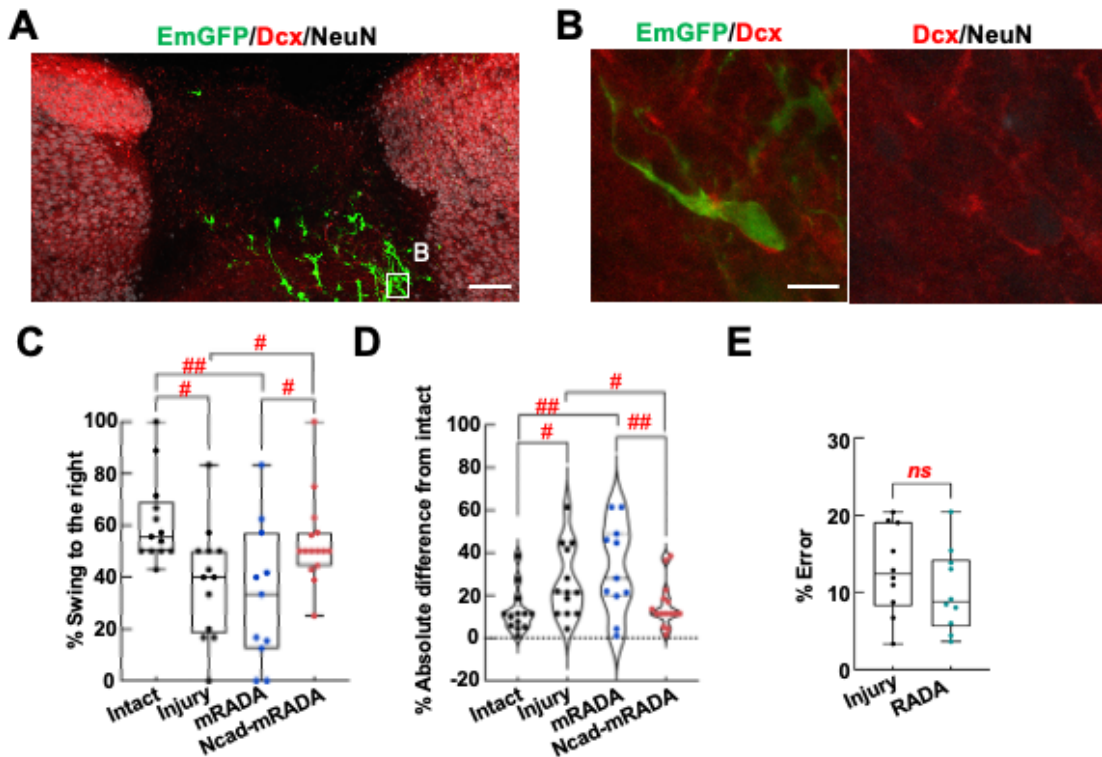 A
EmGFP/Dcx/NeuN
B
B
EmGFP/Dcx
Dcx/NeuN
C
% Swing to the right
100
80
60
40
20
0
#
##
#
#
Intact
Injury
mRADA
Ncad-mRADA
D
% Absolute difference from intact
100
80
60
40
20
0
-20
#
##
#
##
Intact
Injury
mRADA
Ncad-mRADA
E
% Error
30
20
10
0
ns
Injury
RADA